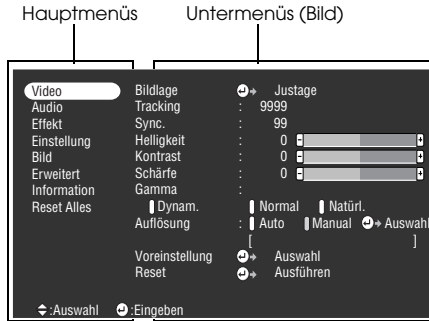 Hauptmenüs Untermenüs (Bild)
Video Bildlage Justage
Audio Tracking : 9999
Effekt Sync. : 99
Einstellung Helligkeit : 0 - +
Bild Kontrast : 0 - +
Erweitert Schärfe : 0 - +
Information Gamma :
Reset Alles Dynam. Normal Natürl.
Auflösung : Auto Manual Auswahl
[ ]
Voreinstellung Auswahl
Reset Ausführen
:Auswahl :Eingeben